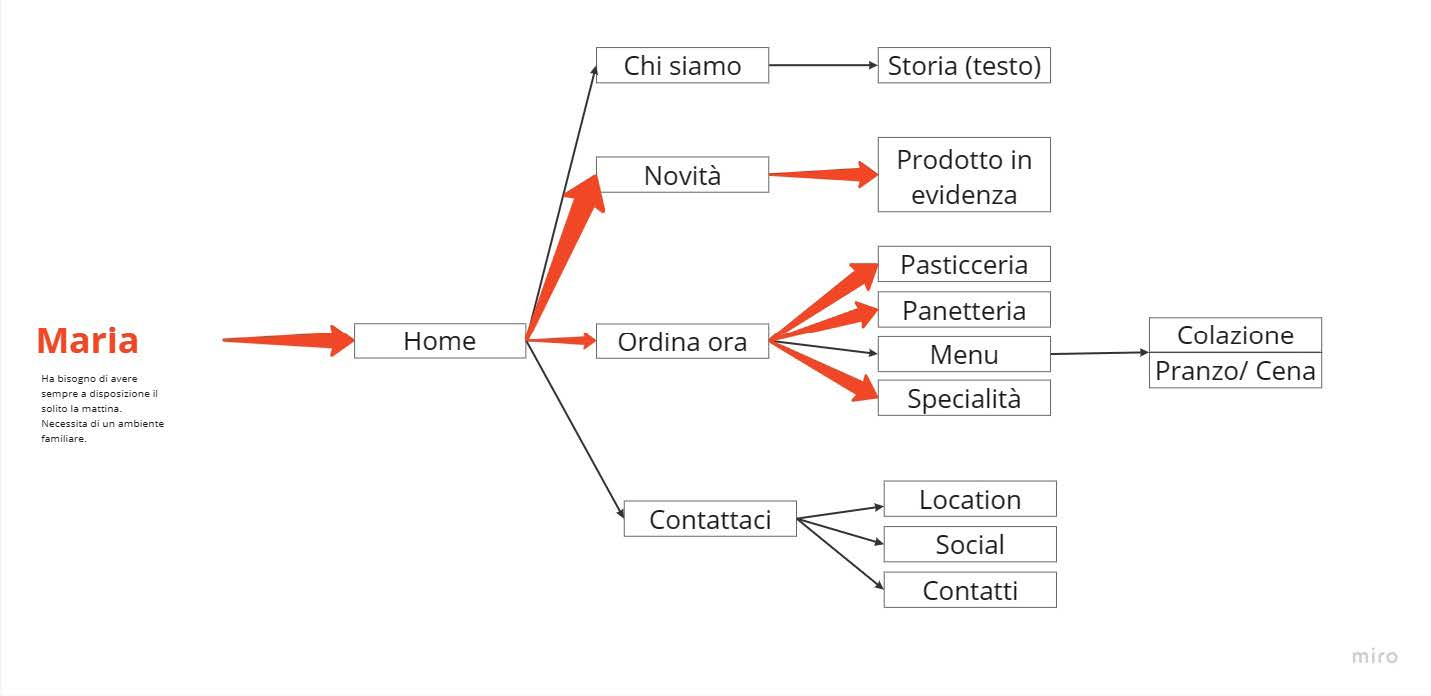 Chi siamo
Storia (testo)
Novità
Prodotto in
evidenza
Maria
Ha bisogno di avere
sempre a disposizione il
solito la mattina.
Necessita di un ambiente
familiare.
Home
Ordina ora
Pasticceria
Panetteria
Menu
Specialità
Colazione
Pranzo/ Cena
Contattaci
Location
Social
Contatti
miro